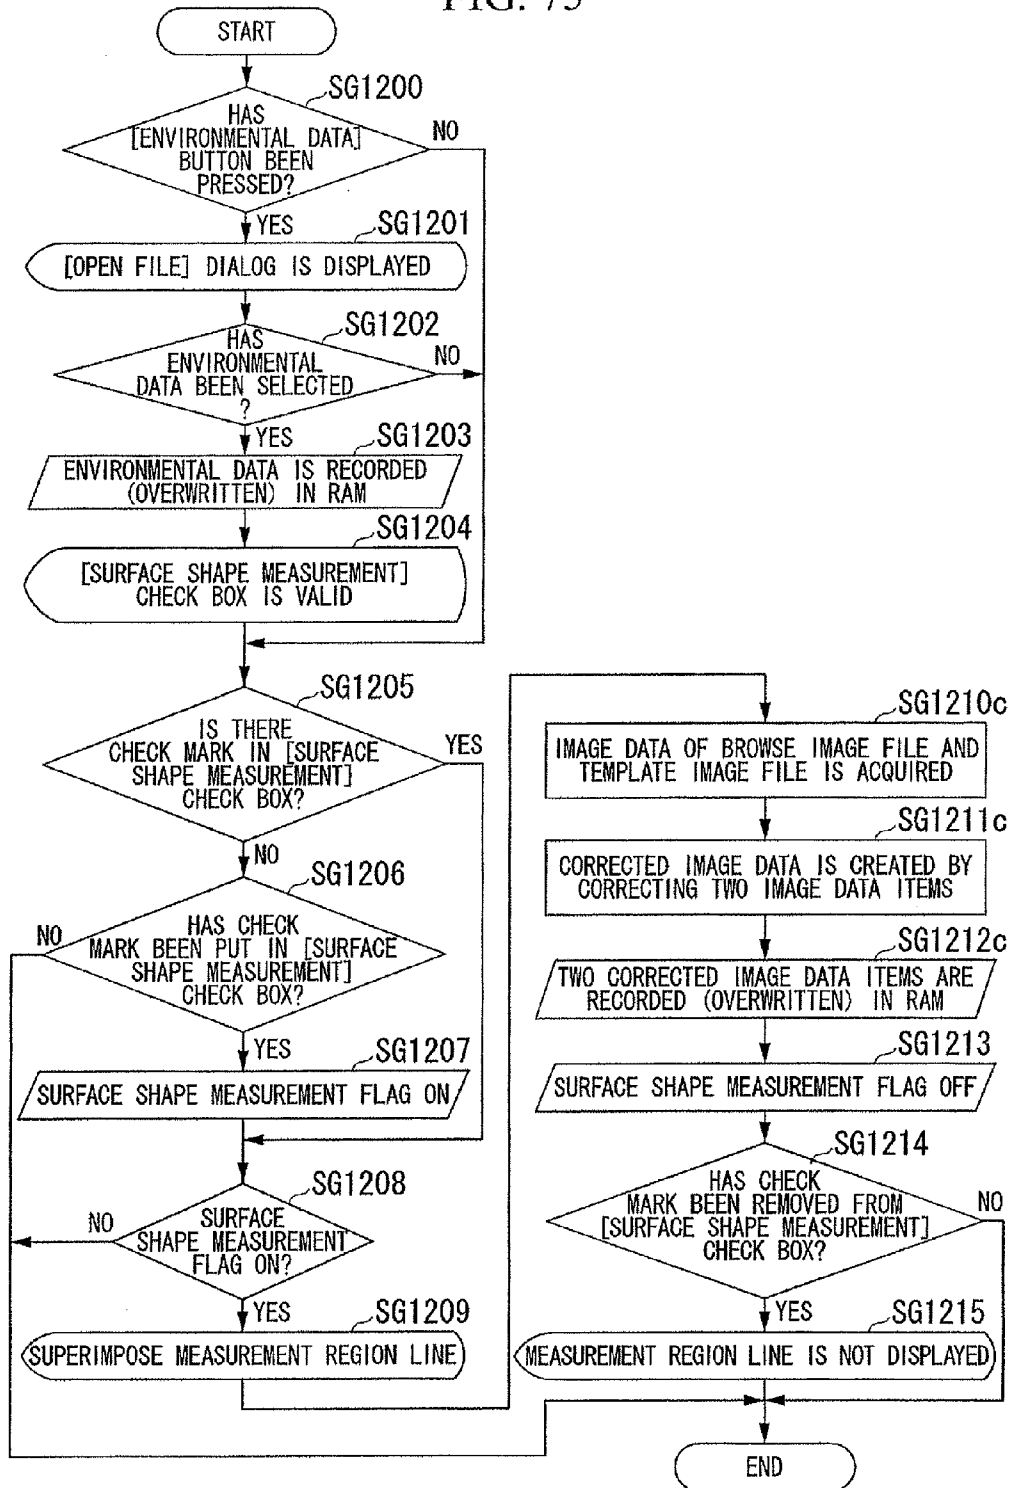 FIG. 75
START
SG1200
HAS
[ENVIRONMENTAL DATA]
BUTTON BEEN
PRESSED?
NO
YES
SG1201
[OPEN FILE] DIALOG IS DISPLAYED
SG1202
HAS
ENVIRONMENTAL
DATA BEEN SELECTED
?
NO
YES
SG1203
ENVIRONMENTAL DATA IS RECORDED
(OVERWRITTEN) IN RAM
SG1204
[SURFACE SHAPE MEASUREMENT]
CHECK BOX IS VALID
SG1205
IS THERE
CHECK MARK IN [SURFACE
SHAPE MEASUREMENT]
CHECK BOX?
YES
NO
SG1206
HAS CHECK
MARK BEEN PUT IN [SURFACE
SHAPE MEASUREMENT]
CHECK BOX?
NO
YES
SG1207
SURFACE SHAPE MEASUREMENT FLAG ON
SG1208
SURFACE
SHAPE MEASUREMENT
FLAG ON?
NO
YES
SG1209
SUPERIMPOSE MEASUREMENT REGION LINE
SG1210c
IMAGE DATA OF BROWSE IMAGE FILE AND
TEMPLATE IMAGE FILE IS ACQUIRED
SG1211c
CORRECTED IMAGE DATA IS CREATED BY
CORRECTING TWO IMAGE DATA ITEMS
SG1212c
TWO CORRECTED IMAGE DATA ITEMS ARE
RECORDED (OVERWRITTEN) IN RAM
SG1213
SURFACE SHAPE MEASUREMENT FLAG OFF
SG1214
HAS CHECK
MARK BEEN REMOVED FROM
[SURFACE SHAPE MEASUREMENT]
CHECK BOX?
NO
YES
SG1215
MEASUREMENT REGION LINE IS NOT DISPLAYED
END